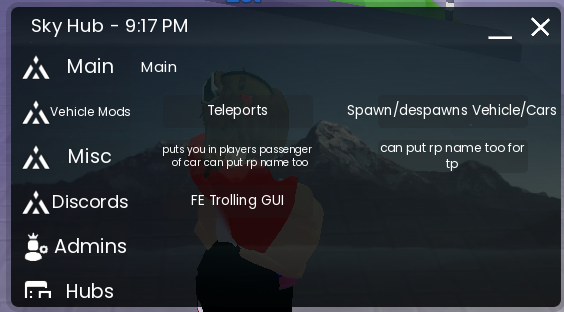 Sky Hub - 9:17 PM
Main
Main
Vehicle Mods
Teleports
Spawn/despawns Vehicle/Cars
Misc
puts you in players passenger
of car can put rp name too
can put rp name too for
tp
Discords
FE Trolling GUI
Admins
Hubs